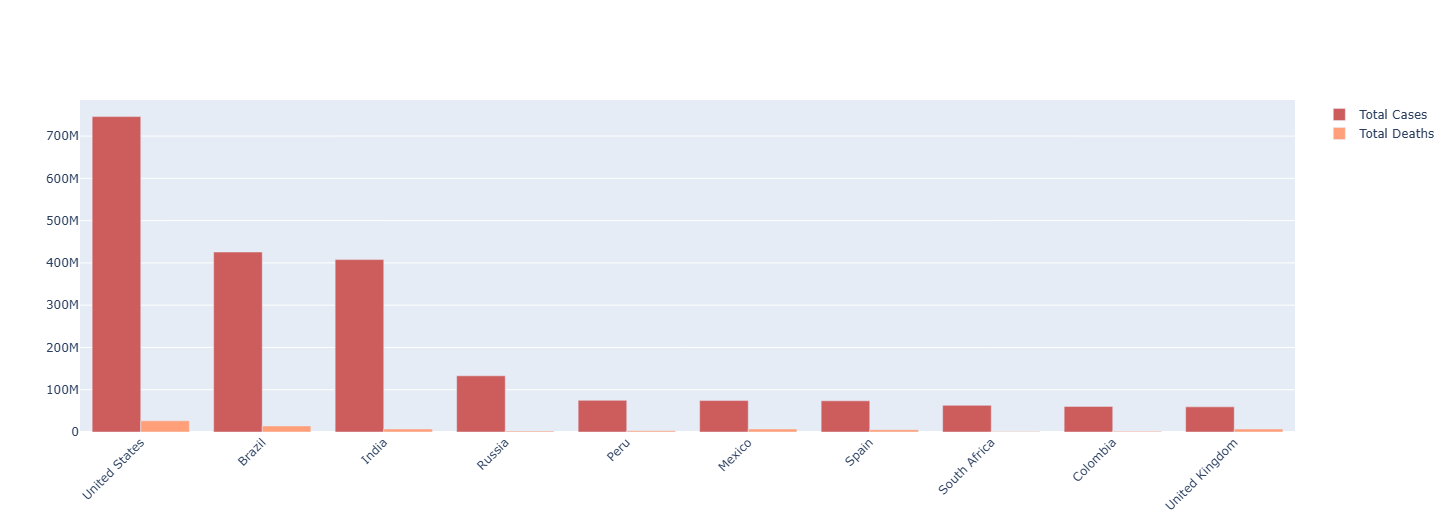 Total Cases
Total Deaths
700M
600M
500M
400M
300M
200M
100M
0
United States
Brazil
India
Russia
Peru
Mexico
Spain
South Africa
Colombia
United Kingdom